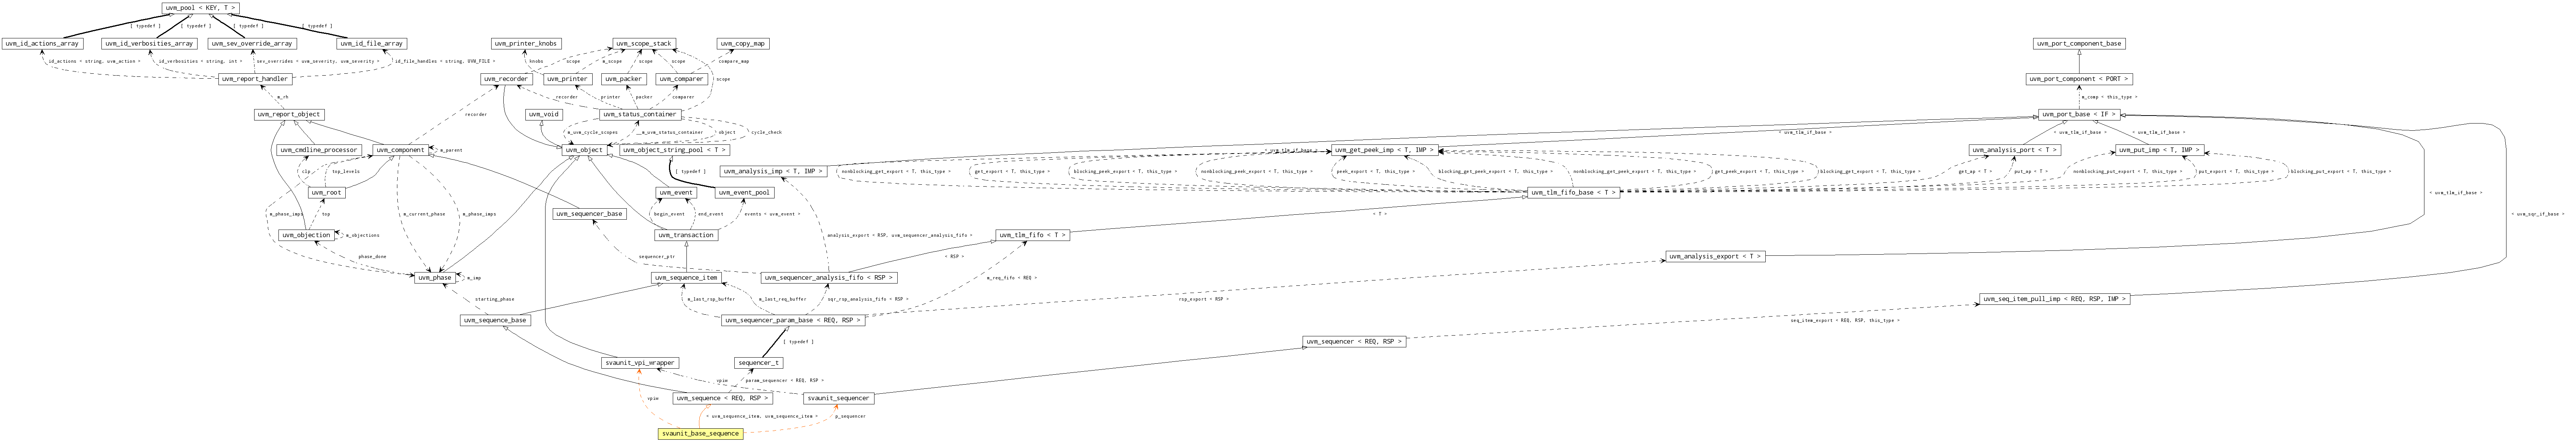 uvm_pool < KEY, T >
[ typedef ] [ typedef ] [ typedef ] [ typedef ]
uvm_id_actions_array uvm_id_verbosities_array uvm_sev_override_array uvm_id_file_array uvm_printer_knobs uvm_scope_stack uvm_copy_map uvm_port_component_base
id_actions < string, uvm_action > id_verbosities < string, int > sev_overrides < uvm_severity, uvm_severity > id_file_handles < string, UVM_FILE > scope knobs m_scope scope scope compare_map
uvm_report_handler uvm_recorder uvm_printer uvm_packer uvm_comparer scope uvm_port_component < PORT >
m_rh recorder printer packer comparer m_comp < this_type >
uvm_report_object recorder uvm_void uvm_status_container uvm_port_base < IF >
m_uvm_cycle_scopes __m_uvm_status_container object cycle_check < uvm_tlm_if_base > < uvm_tlm_if_base > < uvm_tlm_if_base >
uvm_cmdline_processor uvm_component m_parent uvm_object uvm_object_string_pool < T > < uvm_tlm_if_base > uvm_get_peek_imp < T, IMP > uvm_analysis_port < T > uvm_put_imp < T, IMP >
clp top_levels [ typedef ] uvm_analysis_imp < T, IMP > nonblocking_get_export < T, this_type > get_export < T, this_type > blocking_peek_export < T, this_type > nonblocking_peek_export < T, this_type > peek_export < T, this_type > blocking_get_peek_export < T, this_type > nonblocking_get_peek_export < T, this_type > get_peek_export < T, this_type > blocking_get_export < T, this_type > get_ap < T > put_ap < T > nonblocking_put_export < T, this_type > put_export < T, this_type > blocking_put_export < T, this_type >
uvm_root uvm_event uvm_event_pool uvm_tlm_fifo_base < T > < uvm_tlm_if_base >
m_phase_imps top m_current_phase m_phase_imps uvm_sequencer_base begin_event end_event events < uvm_event > < T > < uvm_sqr_if_base >
uvm_objection m_objections uvm_transaction analysis_export < RSP, uvm_sequencer_analysis_fifo > uvm_tlm_fifo < T >
phase_done sequencer_ptr < RSP > uvm_analysis_export < T >
uvm_phase m_imp uvm_sequence_item uvm_sequencer_analysis_fifo < RSP > m_req_fifo < REQ >
starting_phase m_last_rsp_buffer m_last_req_buffer sqr_rsp_analysis_fifo < RSP > rsp_export < RSP > uvm_seq_item_pull_imp < REQ, RSP, IMP >
uvm_sequence_base uvm_sequencer_param_base < REQ, RSP > seq_item_export < REQ, RSP, this_type >
[ typedef ] uvm_sequencer < REQ, RSP >
svaunit_vpi_wrapper sequencer_t
vpiw param_sequencer < REQ, RSP >
vpiw uvm_sequence < REQ, RSP > svaunit_sequencer
< uvm_sequence_item, uvm_sequence_item > p_sequencer
svaunit_base_sequence